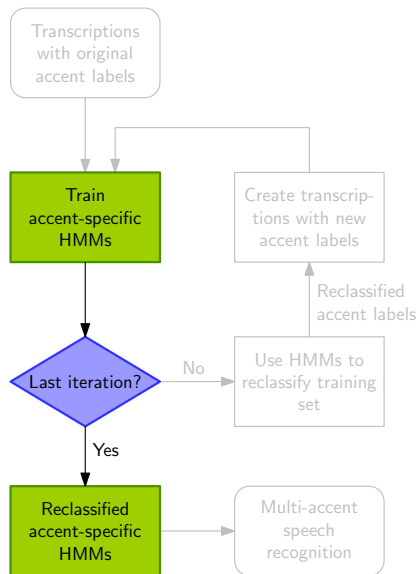 Transcriptions
with original
accent labels
Train
accent-specific
HMMs
Create transcrip-
tions with new
accent labels
Reclassified
accent labels
Last iteration?
No
Use HMMs to
reclassify training
set
Yes
Reclassified
accent-specific
HMMs
Multi-accent
speech
recognition